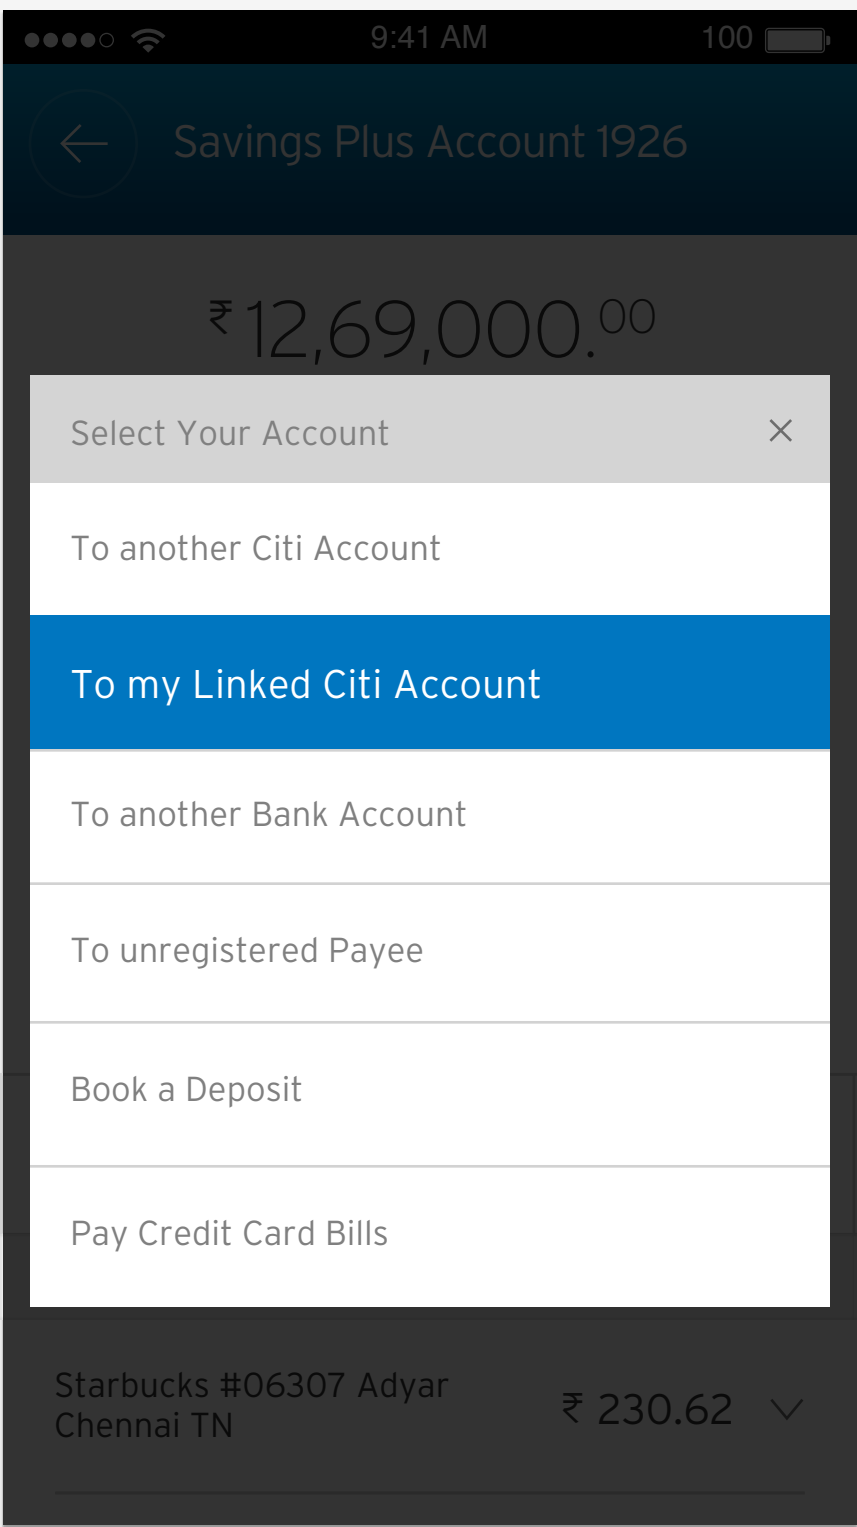 9:41 AM
100
Savings Plus Account 1926
₹12,69,000.00
Select Your Account
To another Citi Account
To my Linked Citi Account
To another Bank Account
To unregistered Payee
Book a Deposit
Pay Credit Card Bills
Starbucks #06307 Adyar
Chennai TN
₹ 230.62